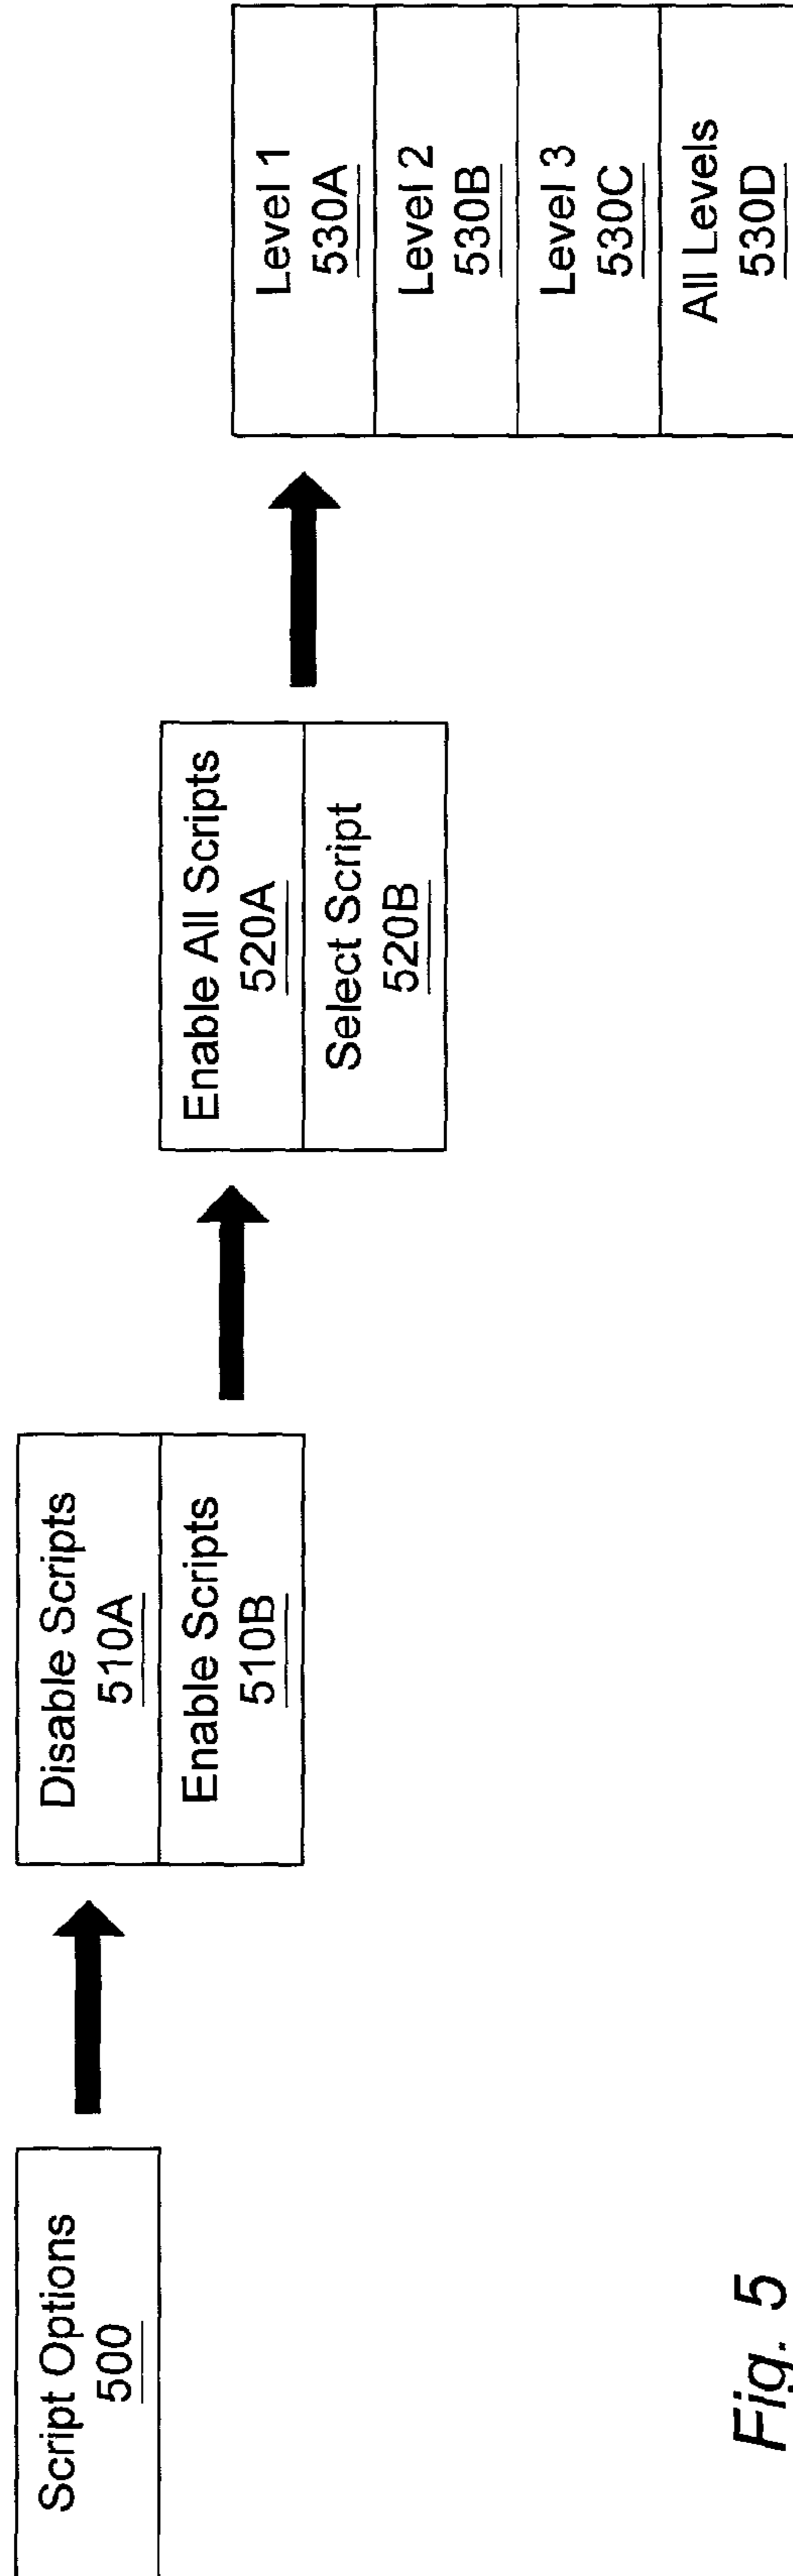 Script Options
500
Disable Scripts
510A
Enable Scripts
510B
Enable All Scripts
520A
Select Script
520B
Level 1
530A
Level 2
530B
Level 3
530C
All Levels
530D
Fig. 5